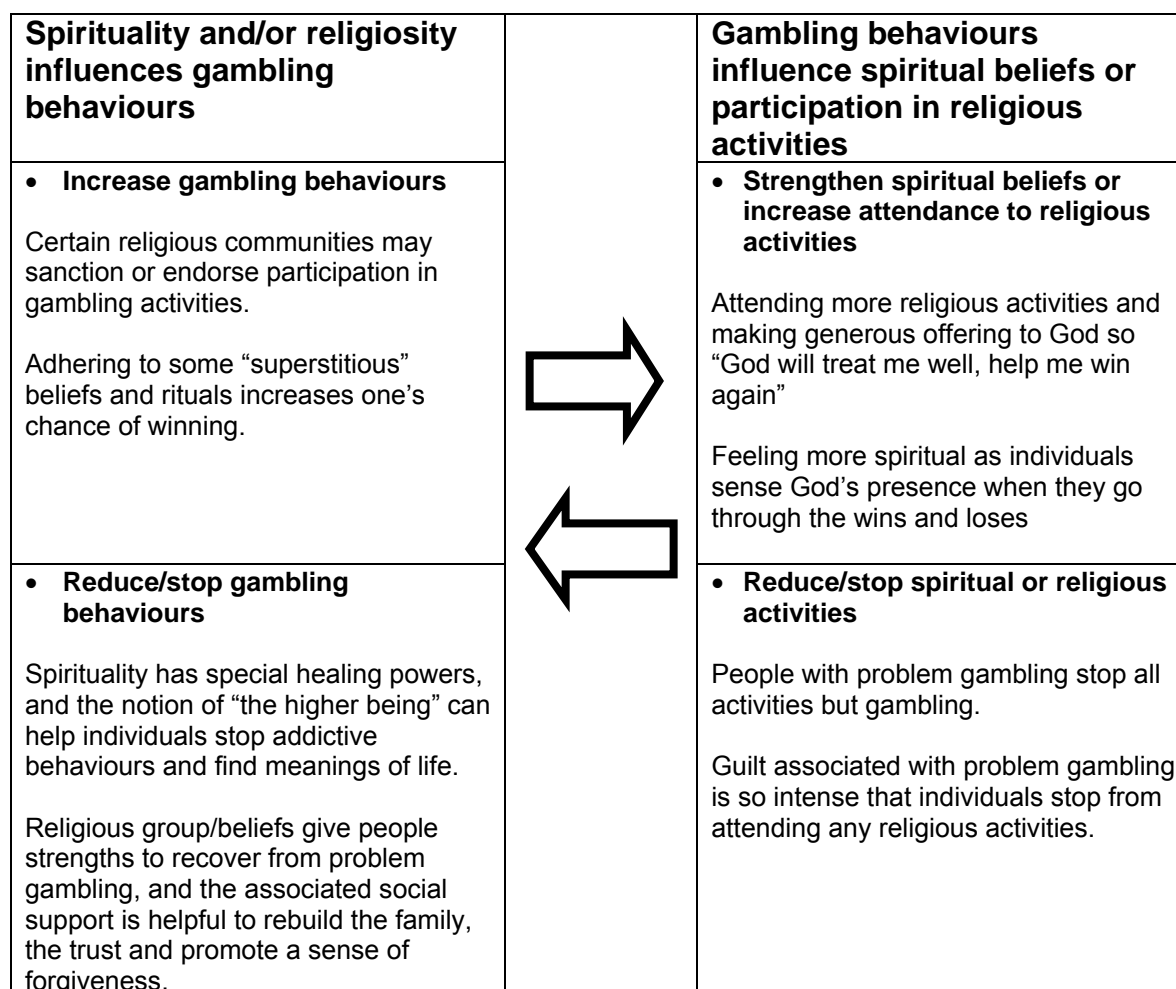 Spirituality and/or religiosity
influences gambling
behaviours
• Increase gambling behaviours
Certain religious communities may
sanction or endorse participation in
gambling activities.
Adhering to some “superstitious”
beliefs and rituals increases one’s
chance of winning.
• Reduce/stop gambling
behaviours
Spirituality has special healing powers,
and the notion of “the higher being” can
help individuals stop addictive
behaviours and find meanings of life.
Religious group/beliefs give people
strengths to recover from problem
gambling, and the associated social
support is helpful to rebuild the family,
the trust and promote a sense of
forgiveness.
Gambling behaviours
influence spiritual beliefs or
participation in religious
activities
• Strengthen spiritual beliefs or
increase attendance to religious
activities
Attending more religious activities and
making generous offering to God so
“God will treat me well, help me win
again”
Feeling more spiritual as individuals
sense God’s presence when they go
through the wins and loses
• Reduce/stop spiritual or religious
activities
People with problem gambling stop all
activities but gambling.
Guilt associated with problem gambling
is so intense that individuals stop from
attending any religious activities.